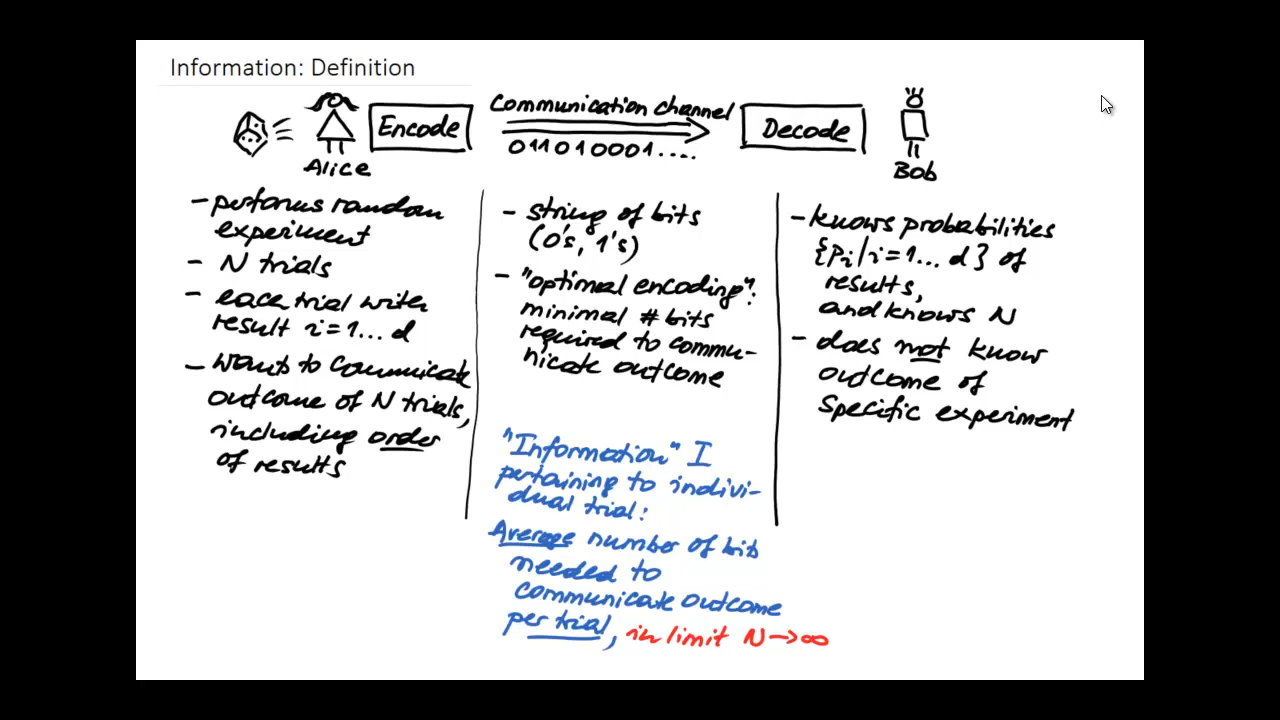 Information: Definition
Communication channel
Encode
Decode
011010001....
Alice
Bob
- performs random
experiment
- N trials
- each trial with
result i=1... d
- wants to communicate
outcome of N trials,
including order
of results
- string of bits
(0's, 1's)
- "optimal encoding":
minimal # bits
required to commu-
nicate outcome
"Information" I
pertaining to indivi-
dual trial:
Average number of bits
needed to
communicate outcome
per trial, in limit N→∞
- knows probabilities
{Pi|i=1... d} of
results,
and knows N
- does not know
outcome of
specific experiment